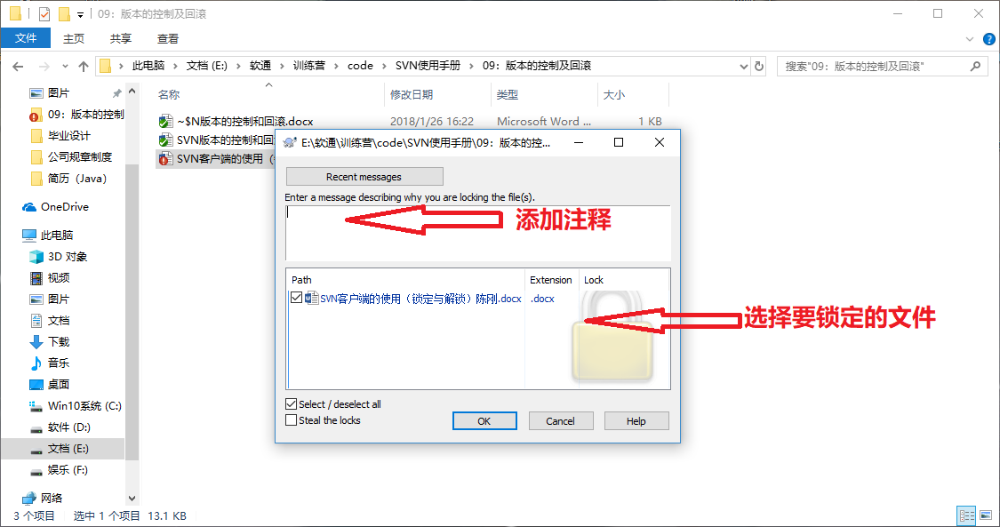 09：版本的控制及回滚
文件 主页 共享 查看
此电脑 文档 (E:) 软通 训练营 code SVN使用手册 09：版本的控制及回滚
搜索"09：版本的控制及回滚"
图片
09：版本的控制
毕业设计
公司规章制度
简历（Java）
OneDrive
此电脑
3D 对象
视频
图片
文档
下载
音乐
桌面
Win10系统 (C:)
软件 (D:)
文档 (E:)
娱乐 (F:)
网络
名称 修改日期 类型 大小
~$N版本的控制和回滚.docx 2018/1/26 16:22 Microsoft Word ... 1 KB
SVN版本的控制和回
SVN客户端的使用（
E:\软通\训练营\code\SVN使用手册\09：版本的控...
Recent messages
Enter a message describing why you are locking the file(s).
添加注释
Path Extension Lock
SVN客户端的使用（锁定与解锁）陈刚.docx .docx
选择要锁定的文件
Select / deselect all
Steal the locks
OK Cancel Help
3 个项目 选中 1 个项目 13.1 KB